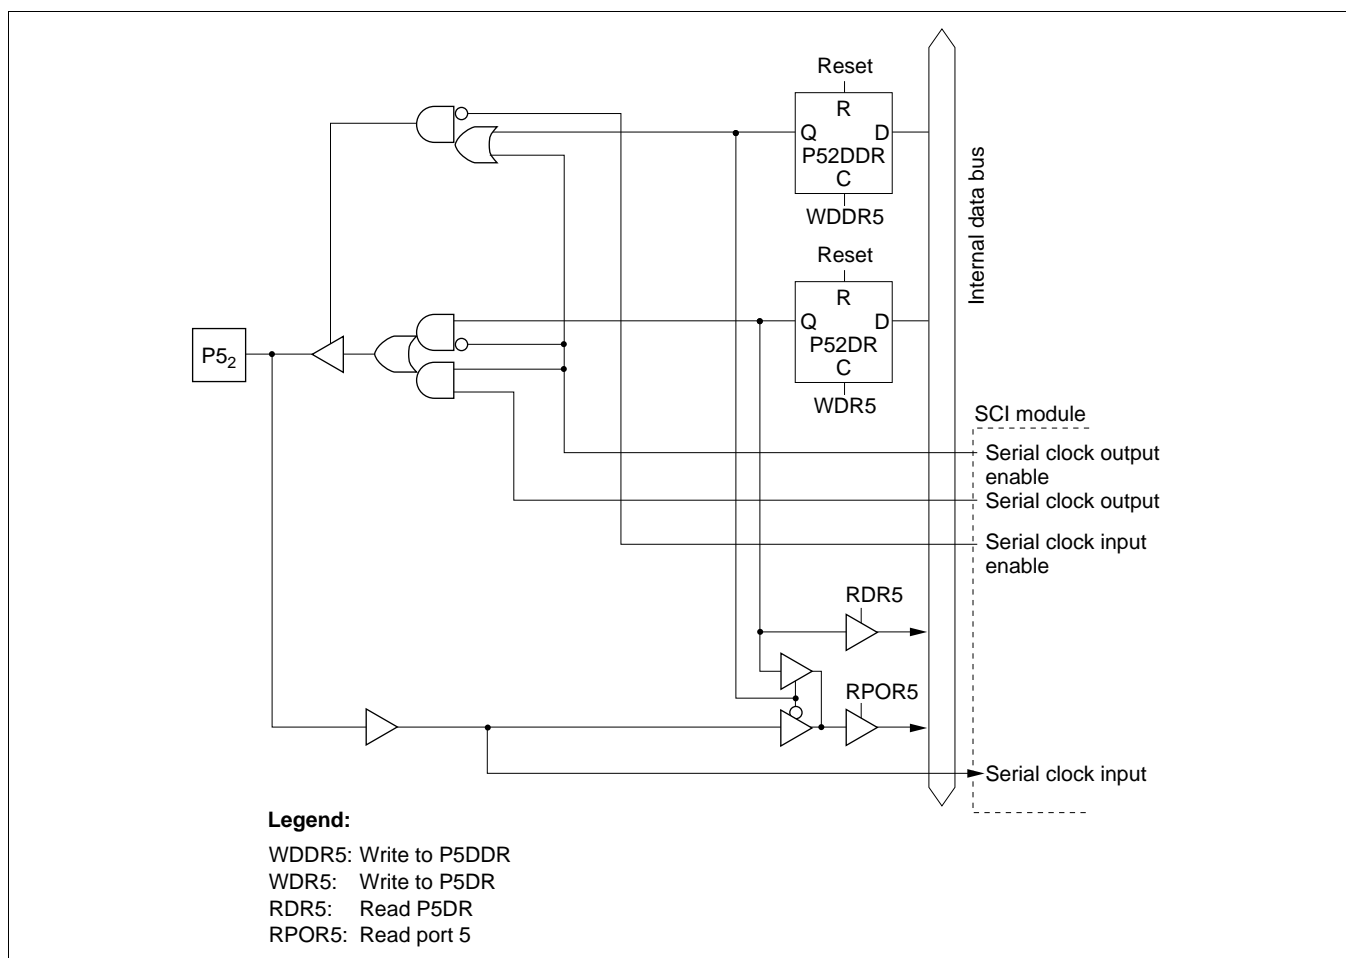 Reset
R
Q D
P52DDR
C
WDDR5
Internal data bus
Reset
R
Q D
P52DR
C
WDR5
P52
SCI module
Serial clock output
enable
Serial clock output
Serial clock input
enable
RDR5
RPOR5
Serial clock input
Legend:
WDDR5: Write to P5DDR
WDR5: Write to P5DR
RDR5: Read P5DR
RPOR5: Read port 5